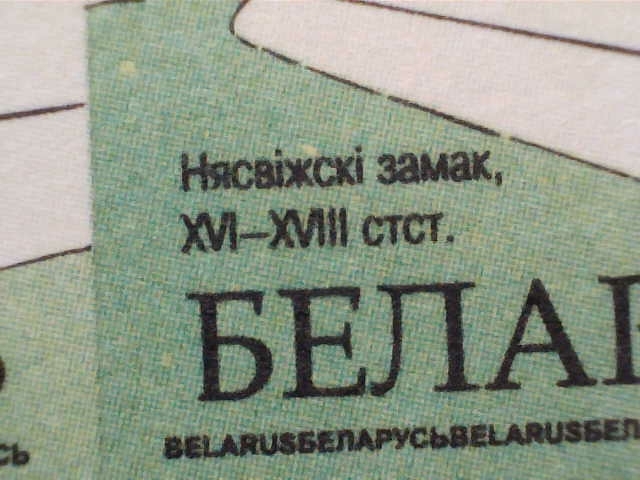 Нясвіжскі замак,
XVI–XVIII стст.
БЕЛА
BELARUSБЕЛАРУСЬBELARUSБЕЛ